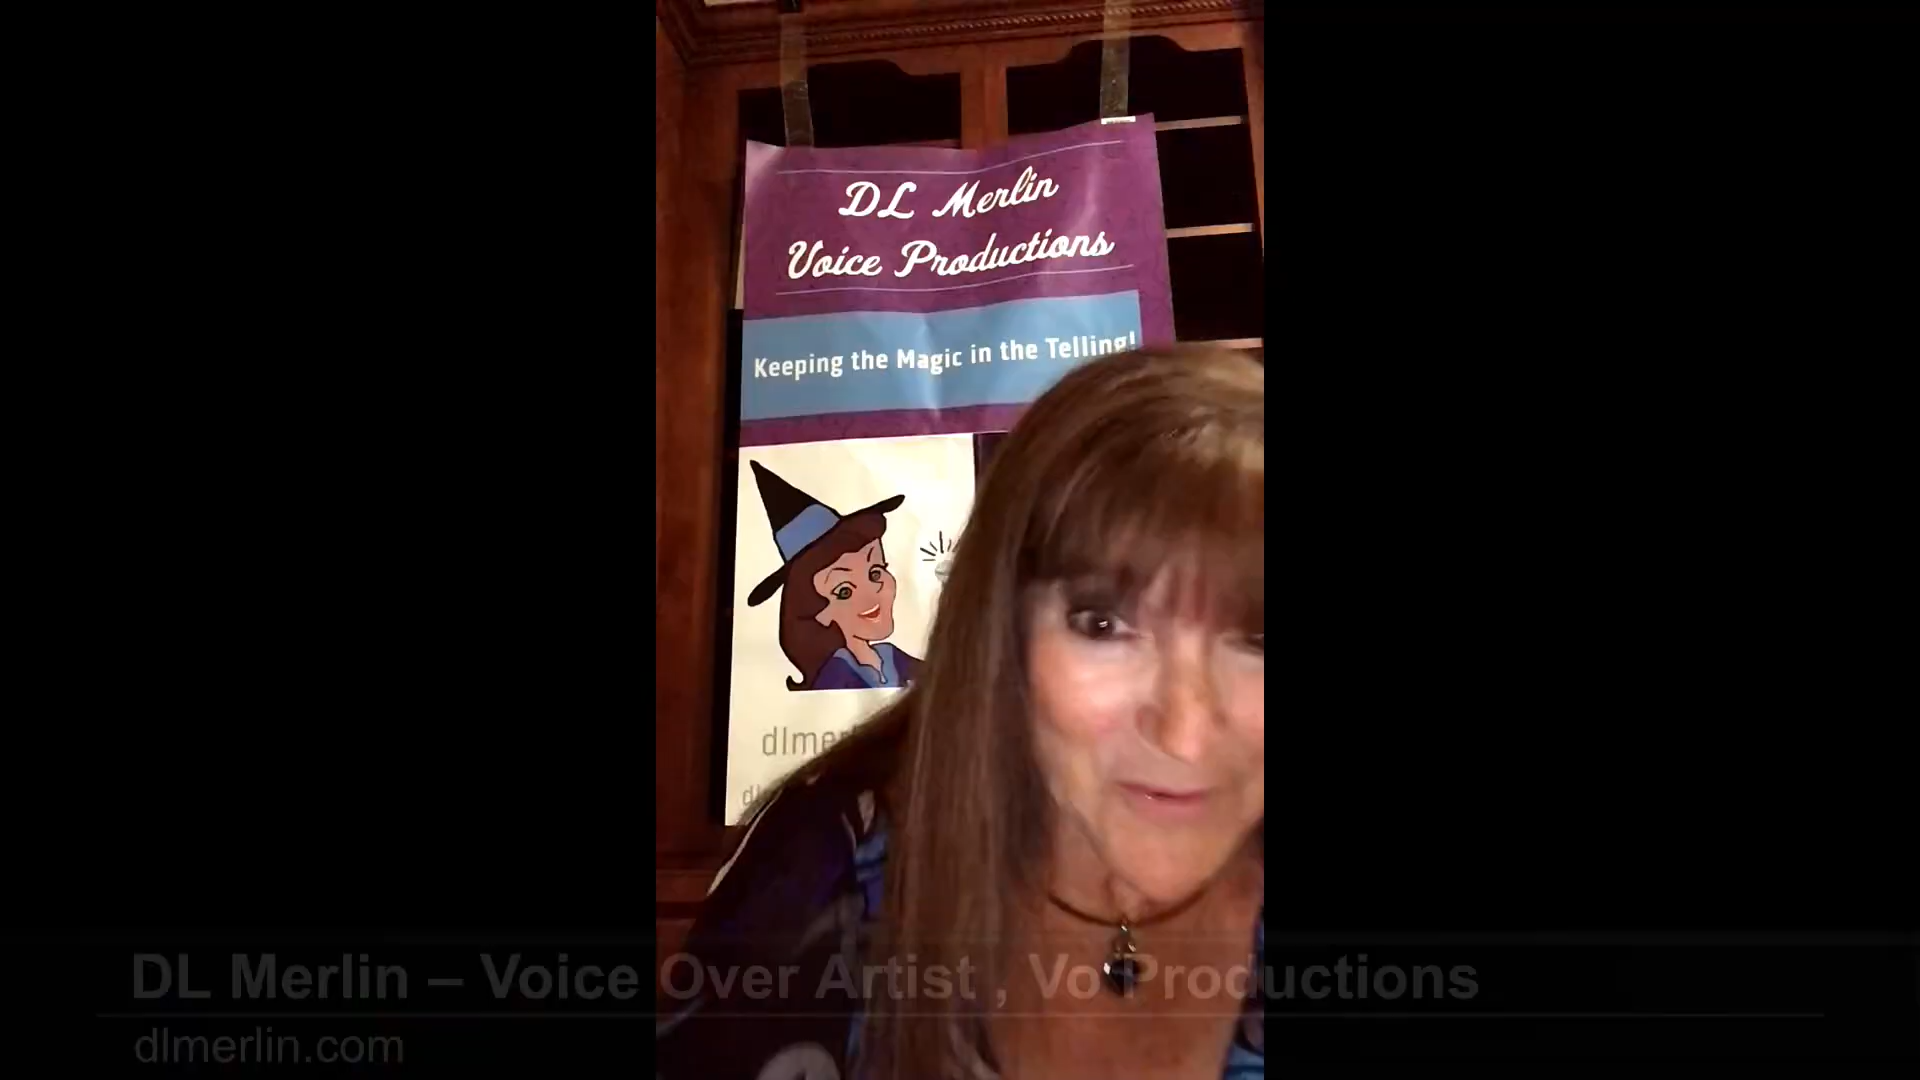 DL Merlin
Voice Productions
Keeping the Magic in the Telling!
dlmer
DL Merlin – Voice Over Artist , Vo Productions
dlmerlin.com